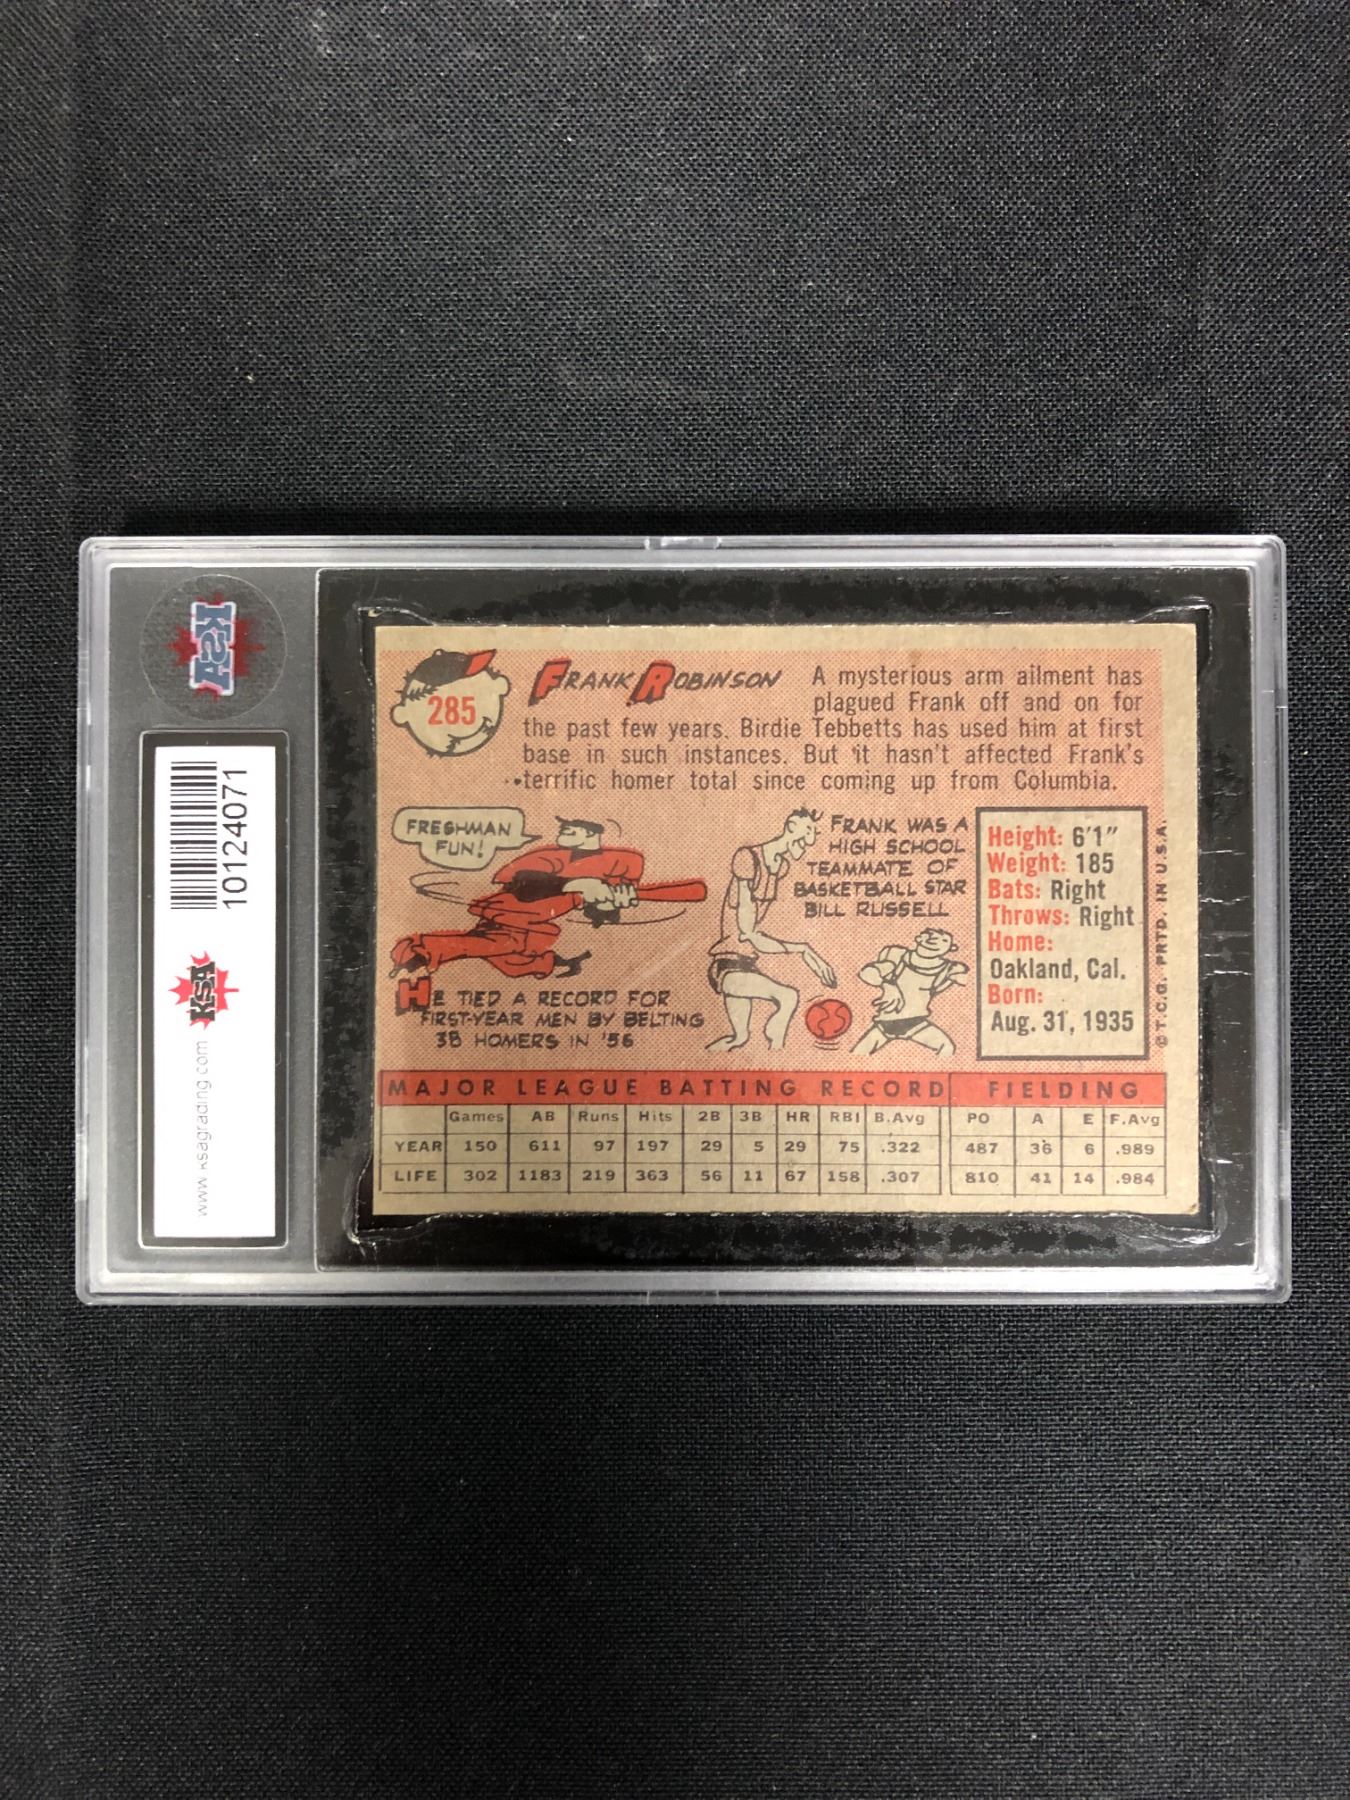 KSA
10124071
KSA
www.ksagrading.com
285
FRANK ROBINSON
A mysterious arm ailment has
plagued Frank off and on for
the past few years. Birdie Tebbetts has used him at first
base in such instances. But it hasn't affected Frank's
terrific homer total since coming up from Columbia.
FRESHMAN
FUN!
HE TIED A RECORD FOR
FIRST-YEAR MEN BY BELTING
38 HOMERS IN '56
FRANK WAS A
HIGH SCHOOL
TEAMMATE OF
BASKETBALL STAR
BILL RUSSELL
Height: 6'1"
Weight: 185
Bats: Right
Throws: Right
Home:
Oakland, Cal.
Born:
Aug. 31, 1935
©T.C.G. PRTD. IN U.S.A.
MAJOR LEAGUE BATTING RECORD FIELDING
Games AB Runs Hits 2B 3B HR RBI B.Avg PO A E F.Avg
YEAR 150 611 97 197 29 5 29 75 .322 487 36 6 .989
LIFE 302 1183 219 363 56 11 67 158 .307 810 41 14 .984